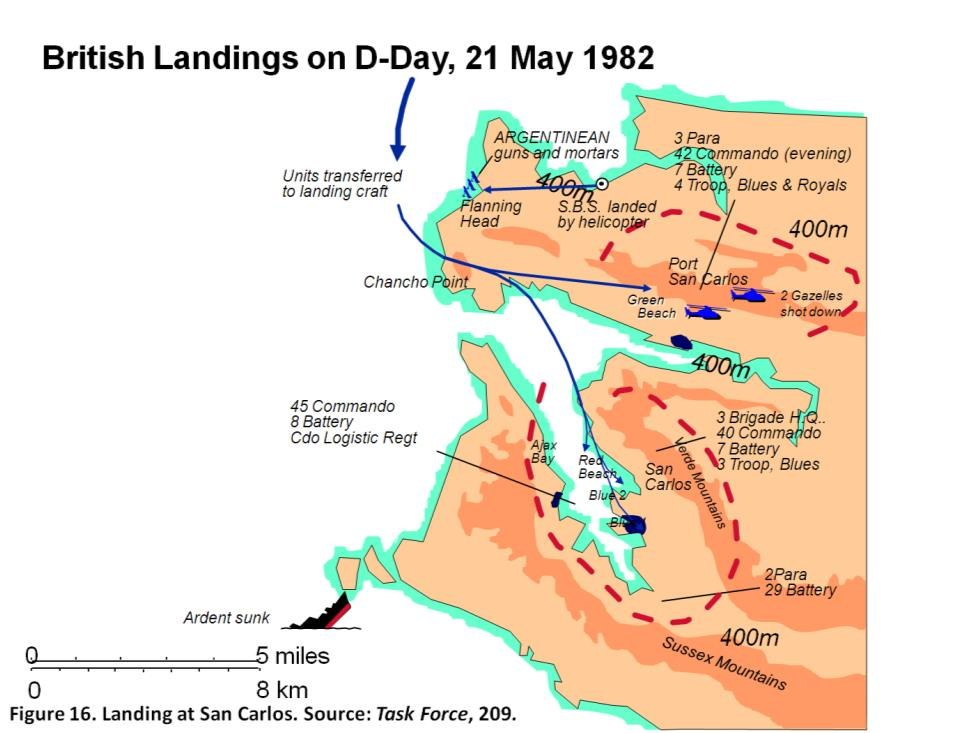 British Landings on D-Day, 21 May 1982
ARGENTINEAN
guns and mortars
3 Para
42 Commando (evening)
7 Battery
4 Troop, Blues & Royals
Units transferred
to landing craft
400m
Flanning
Head
S.B.S. landed
by helicopter
400m
Chancho Point
Port
San Carlos
Green
Beach
2 Gazelles
shot down
400m
45 Commando
8 Battery
Cdo Logistic Regt
3 Brigade H.Q..
40 Commando
7 Battery
3 Troop, Blues
Ajax
Bay
Red
Beach
San
Carlos
Verde Mountains
Blue 2
2Para
29 Battery
Ardent sunk
400m
Sussex Mountains
0 5 miles
0 8 km
Figure 16. Landing at San Carlos. Source: Task Force, 209.